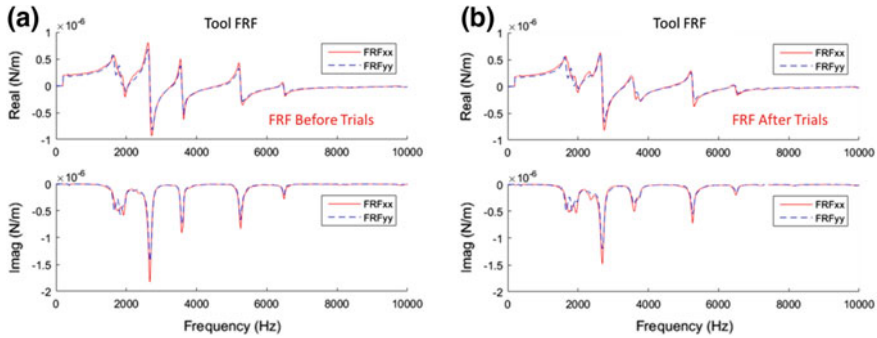 (a)
Tool FRF
×10⁻⁶
1
0.5
0
-0.5
-1
Real (N/m)
FRFxx
FRFyy
FRF Before Trials
0 2000 4000 6000 8000 10000
×10⁻⁶
0
-0.5
-1
-1.5
-2
Imag (N/m)
FRFxx
FRFyy
0 2000 4000 6000 8000 10000
Frequency (Hz)
(b)
Tool FRF
×10⁻⁶
1
0.5
0
-0.5
-1
Real (N/m)
FRFxx
FRFyy
FRF After Trials
0 2000 4000 6000 8000 10000
×10⁻⁶
0
-0.5
-1
-1.5
-2
Imag (N/m)
FRFxx
FRFyy
0 2000 4000 6000 8000 10000
Frequency (Hz)